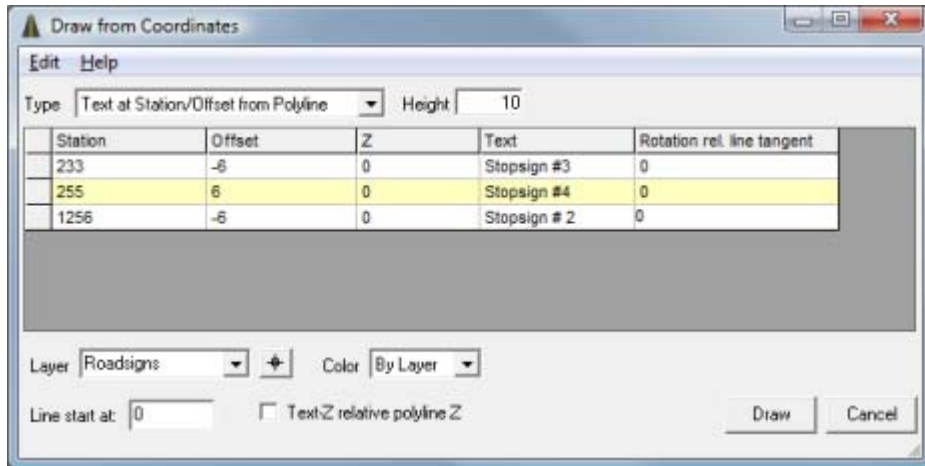 Draw from Coordinates
Edit Help
Type Text at Station/Offset from Polyline Height 10
Station Offset Z Text Rotation rel. line tangent
233 -6 0 Stopsign #3 0
255 6 0 Stopsign #4 0
1256 -6 0 Stopsign # 2 0
Layer Roadsigns Color By Layer
Line start at: 0 Text-Z relative polyline Z Draw Cancel